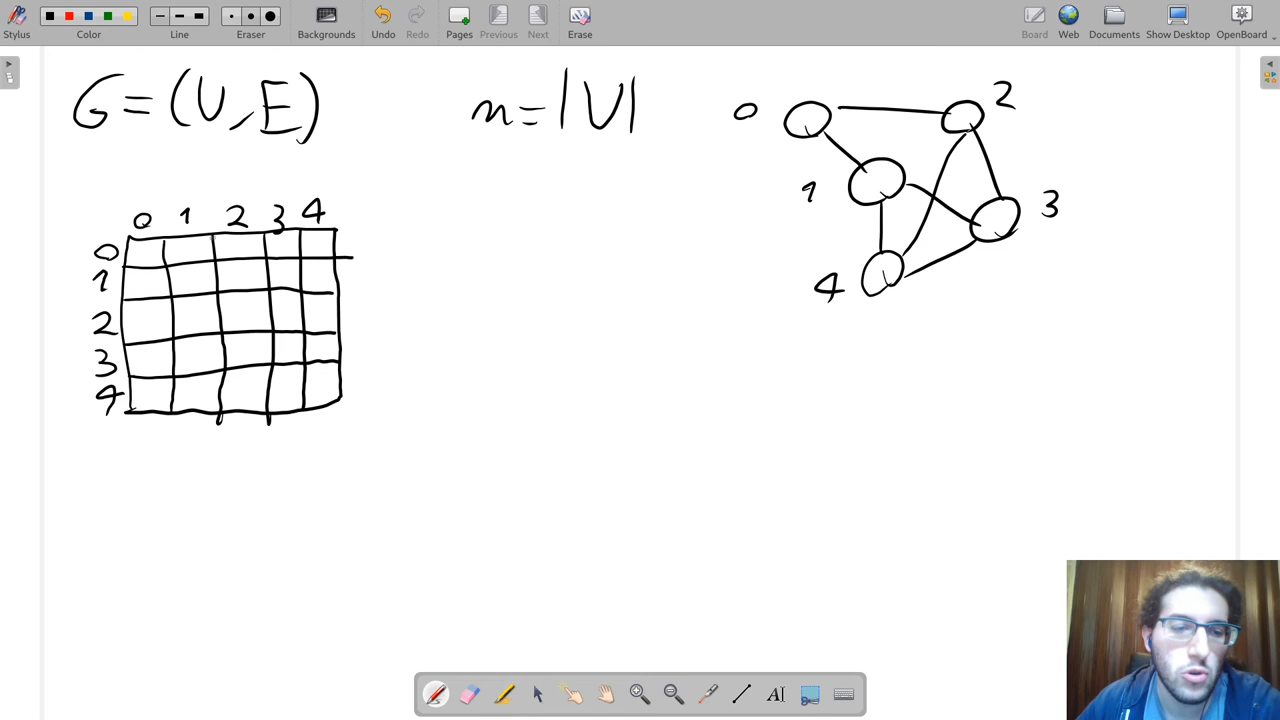 Stylus Color Line Eraser Backgrounds Undo Redo Pages Previous Next Erase Board Web Documents Show Desktop OpenBoard
G = (V, E) n = |V|
0 2
1 3
4
0 1 2 3 4
0
1
2
3
4